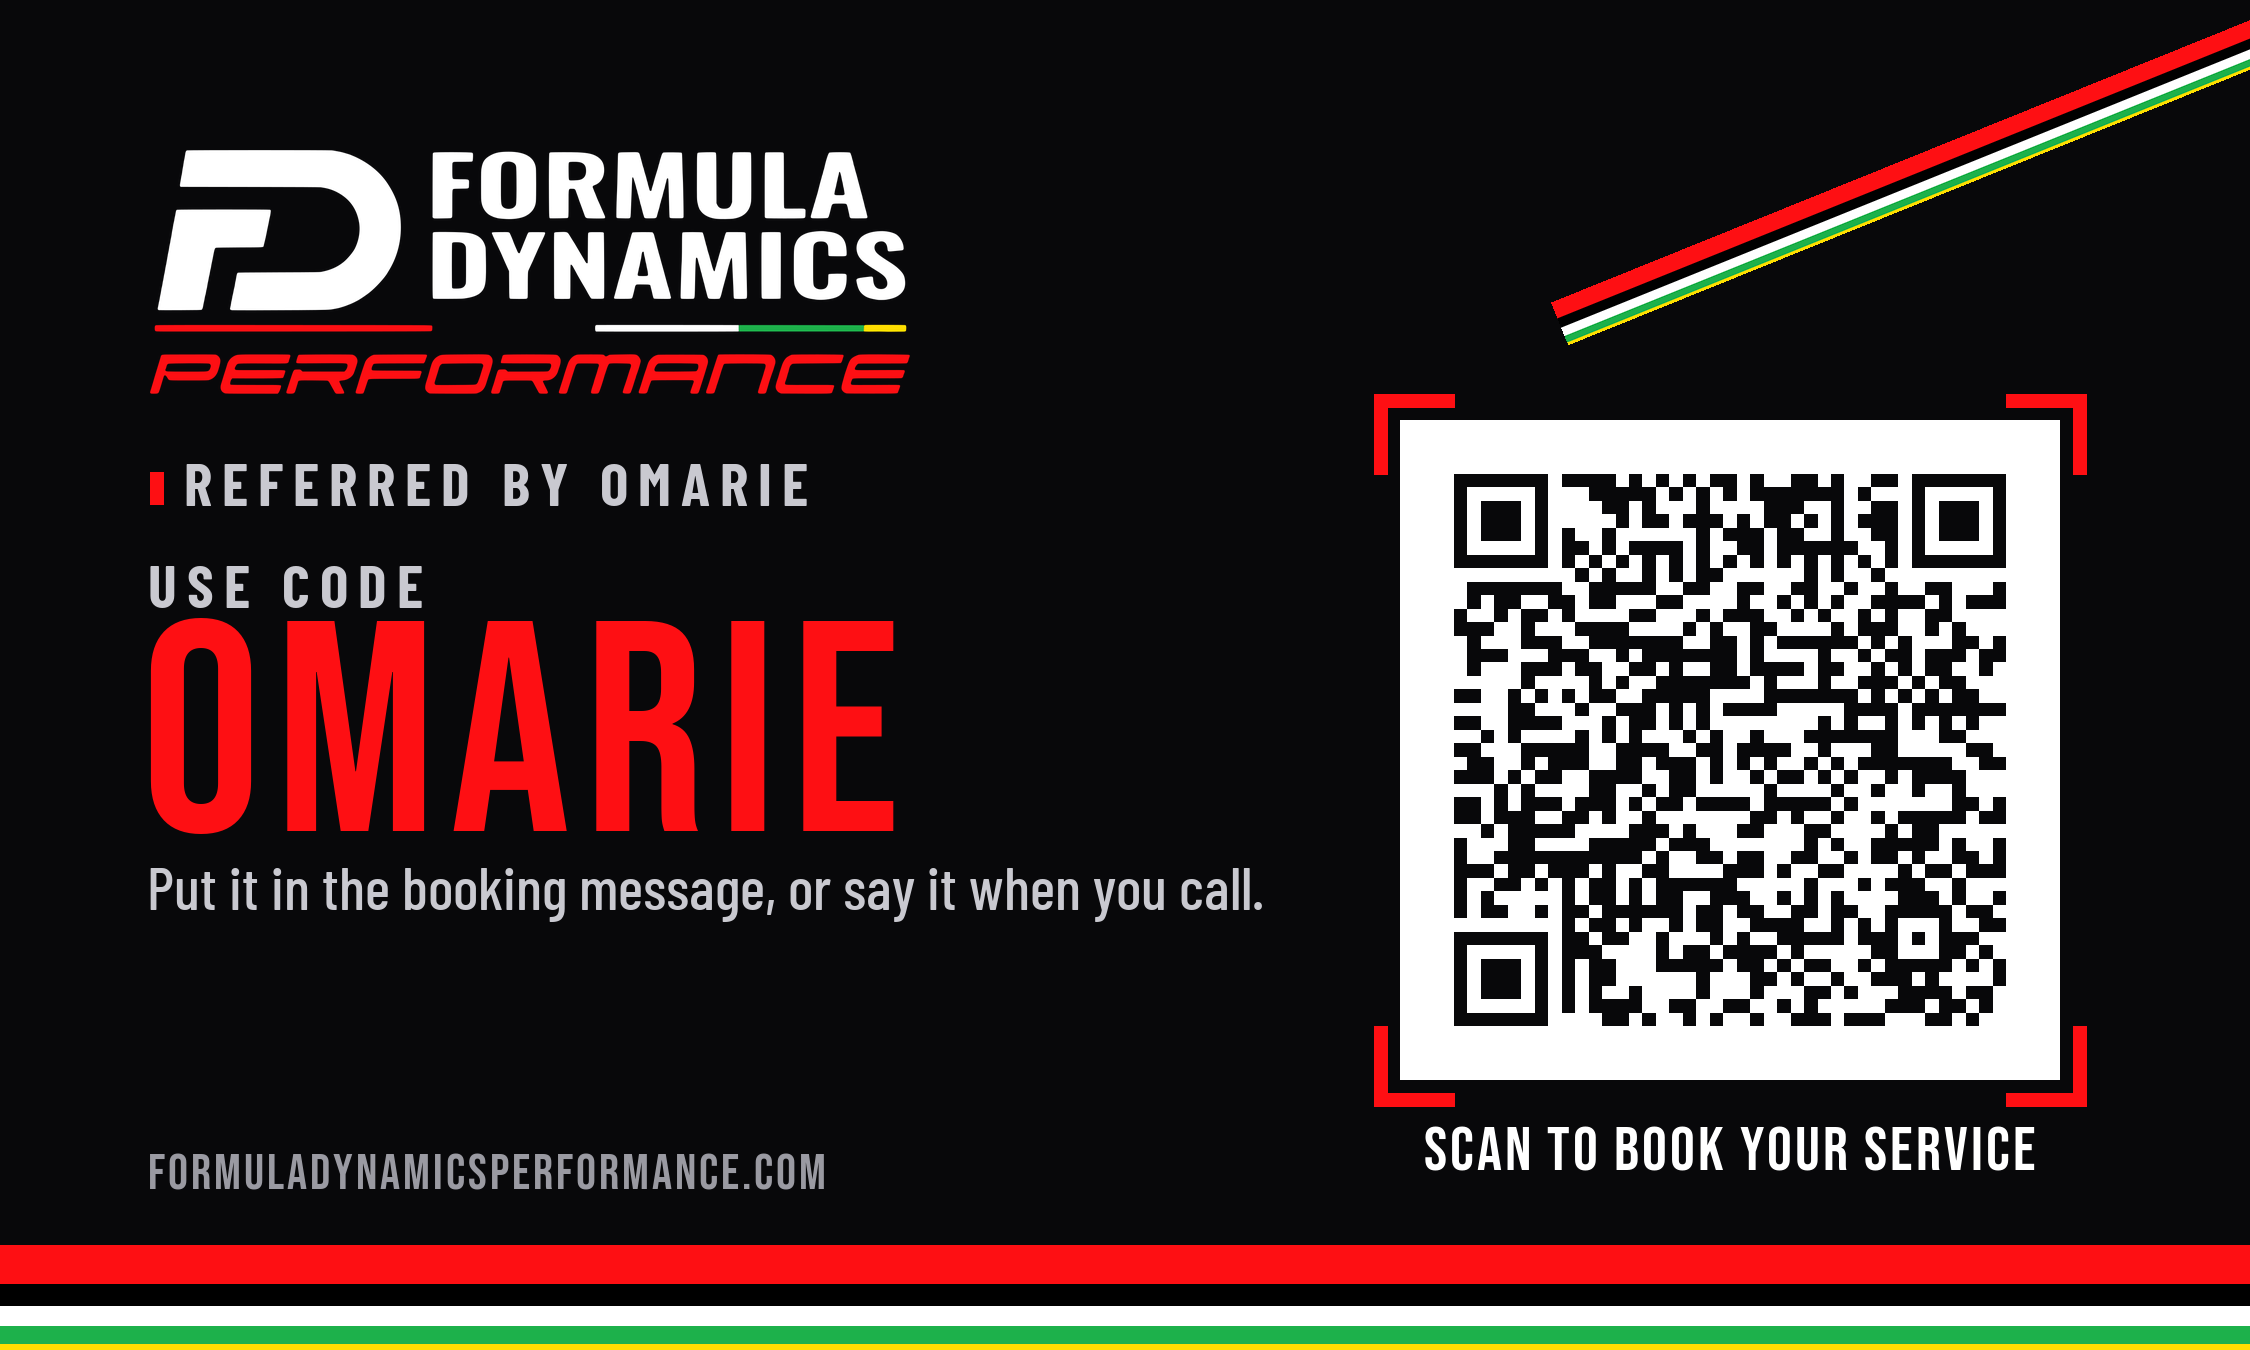 FD FORMULA
DYNAMICS
PERFORMANCE
REFERRED BY OMARIE
USE CODE
OMARIE
Put it in the booking message, or say it when you call.
SCAN TO BOOK YOUR SERVICE
FORMULADYNAMICSPERFORMANCE.COM